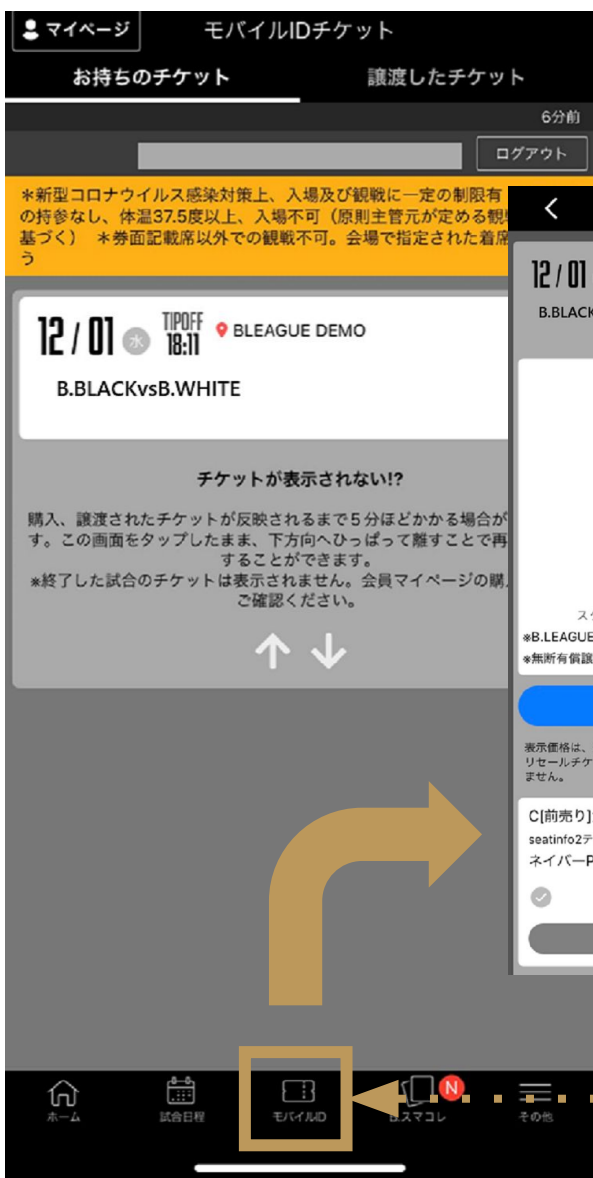 マイページ
モバイルIDチケット
お持ちのチケット
譲渡したチケット
6分前
ログアウト
*新型コロナウイルス感染対策上、入場及び観戦に一定の制限有
の持参なし、体温37.5度以上、入場不可（原則主管元が定める観
基づく） *券面記載席以外での観戦不可。会場で指定された着席
う
12/01 水 TIPOFF 18:11 BLEAGUE DEMO
B.BLACKvsB.WHITE
チケットが表示されない!?
購入、譲渡されたチケットが反映されるまで５分ほどかかる場合が
す。この画面をタップしたまま、下方向へひっぱって離すことで再
することができます。
*終了した試合のチケットは表示されません。会員マイページの購
ご確認ください。
12/01
B.BLACK
※B.LEAGUE
※無断有償譲
表示価格は、
リセールチケ
ません。
C[前売り]
seatinfo2テ
ネイバーP
ホーム
試合日程
モバイルID
B.スマコレ
N
その他